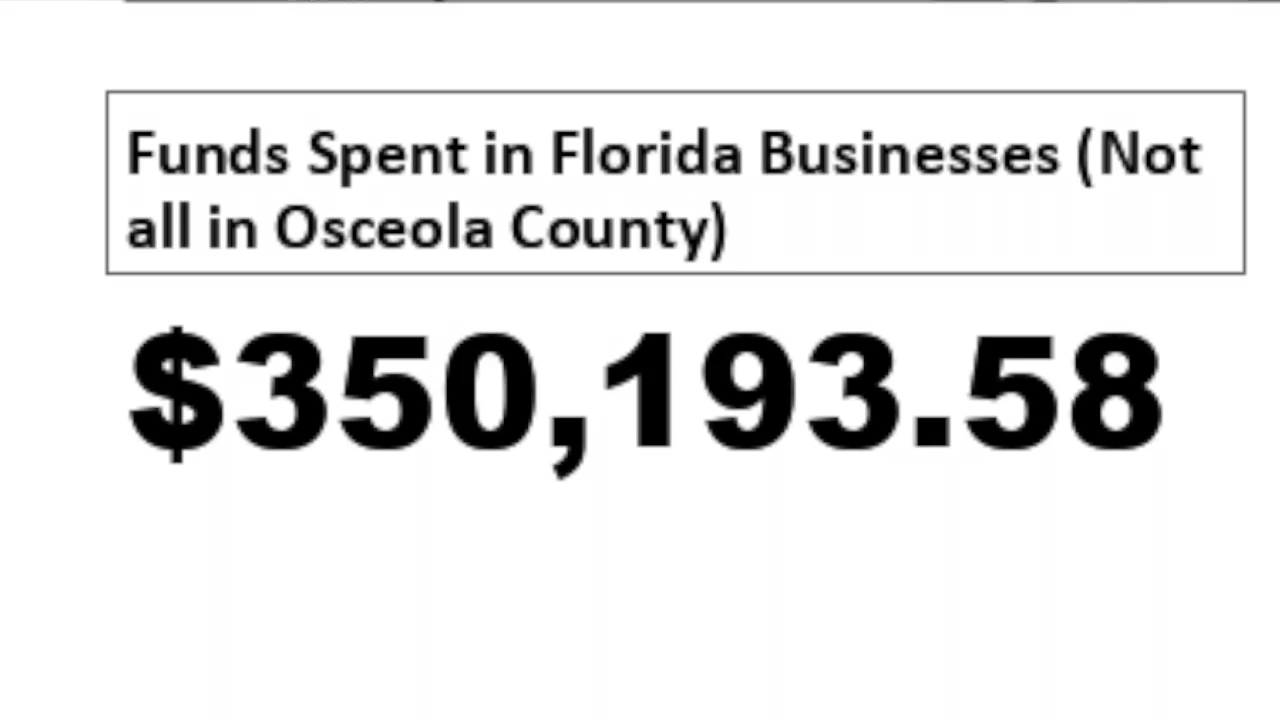 Funds Spent in Florida Businesses (Not
all in Osceola County)
$350,193.58